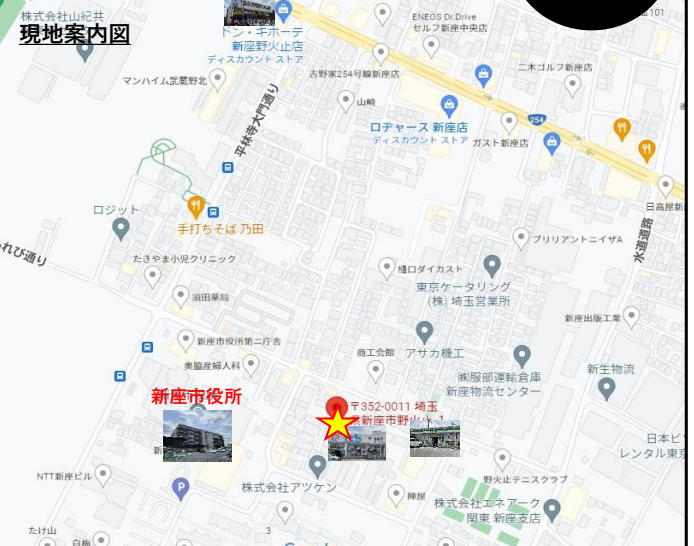 株式会社山紀共
現地案内図
ドン・キホーテ
新座野火止店
ディスカウント ストア
ENEOS Dr.Drive
セルフ新座中央店
101
マンハイム武蔵野北
吉野家254号線新座店
二木ゴルフ新座店
山崎
平林寺大門通り
ロヂャース 新座店
ディスカウント ストア
ガスト新座店
254
ロジット
手打ちそば 乃田
日高屋新
水道道路
れび通り
たきやま小児クリニック
ブリリアントニイザA
樋口ダイカスト
東京ケータリング
(株) 埼玉営業所
須田薬局
新座出版工業
新座市役所第二庁舎
商工会館
アサカ機工
奥脇産婦人科
㈱服部運輸倉庫
新座物流センター
新生物流
新座市役所
〒352-0011 埼玉
県新座市野火止
1
新
日本ビ
レンタル東京
NTT新座ビル
P
株式会社アツケン
野火止テニスクラブ
陣屋
株式会社エネアーク
関東 新座支店
たけ山
白梅
3